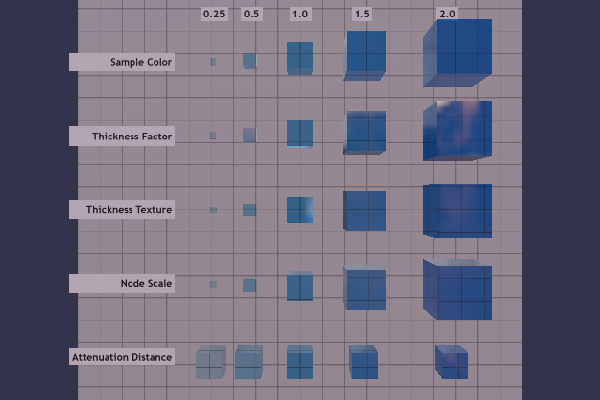 0.25 0.5 1.0 1.5 2.0
Sample Color
Thickness Factor
Thickness Texture
Node Scale
Attenuation Distance